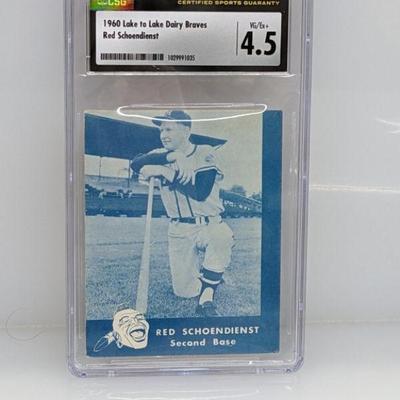 CSG
CERTIFIED SPORTS GUARANTY
1960 Lake to Lake Dairy Braves
Red Schoendienst
1029991035
VG/Ex+
4.5
RED SCHOENDIENST
Second Base